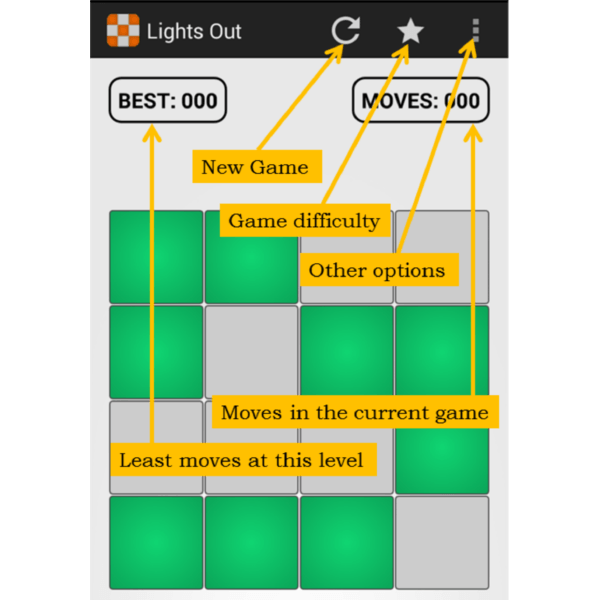 Lights Out
BEST: 000
MOVES: 000
New Game
Game difficulty
Other options
Moves in the current game
Least moves at this level